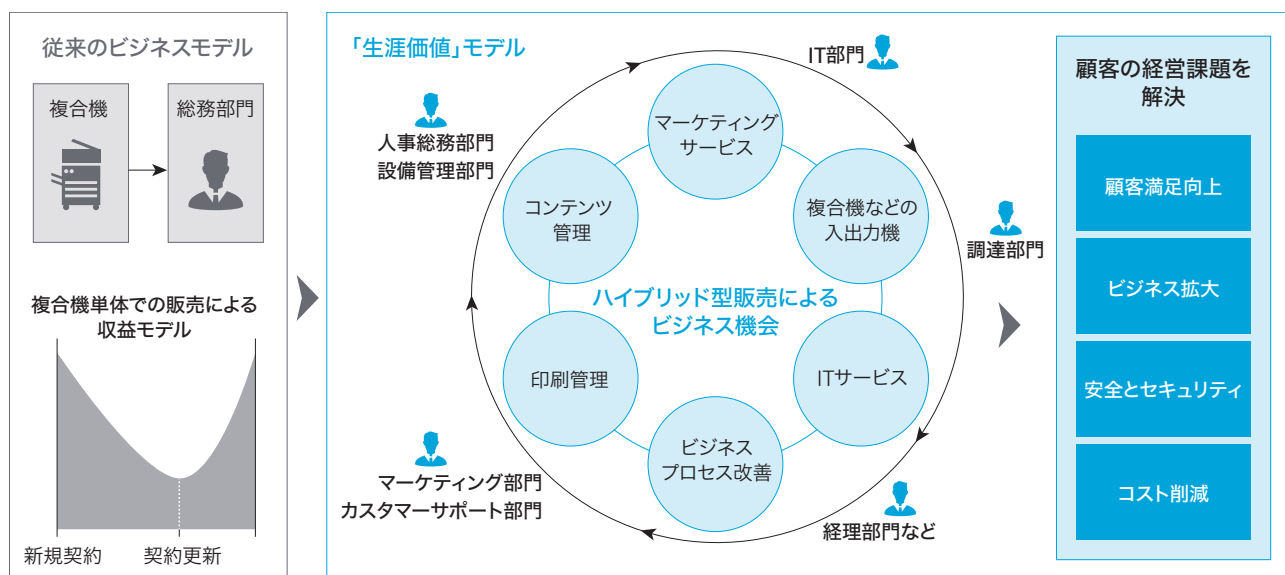 従来のビジネスモデル
複合機
総務部門
複合機単体での販売による
収益モデル
新規契約
契約更新
「生涯価値」モデル
IT部門
人事総務部門
設備管理部門
調達部門
マーケティング部門
カスタマーサポート部門
経理部門など
マーケティング
サービス
コンテンツ
管理
複合機などの
入出力機
ハイブリッド型販売による
ビジネス機会
印刷管理
ITサービス
ビジネス
プロセス改善
顧客の経営課題を
解決
顧客満足向上
ビジネス拡大
安全とセキュリティ
コスト削減